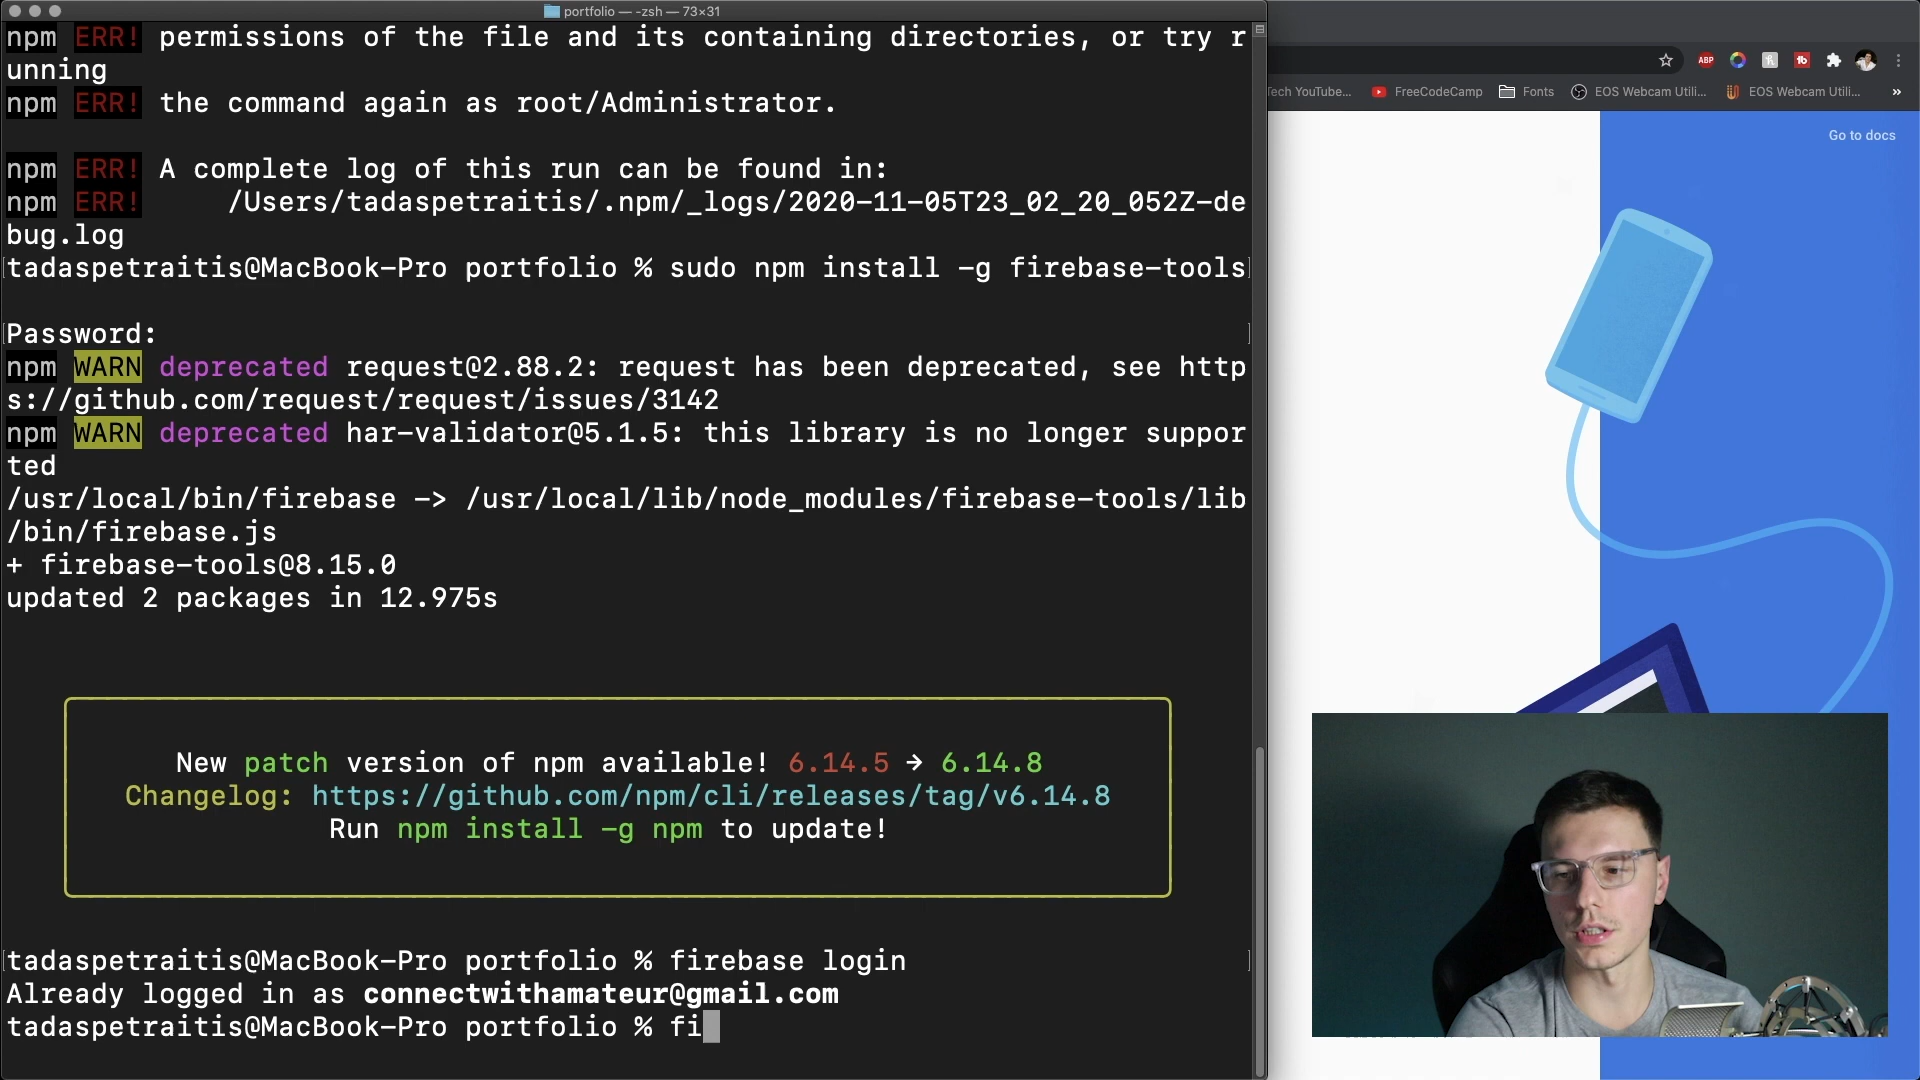 portfolio — -zsh — 73×31
npm ERR! permissions of the file and its containing directories, or try r
unning
npm ERR! the command again as root/Administrator.
npm ERR! A complete log of this run can be found in:
npm ERR!     /Users/tadaspetraitis/.npm/_logs/2020-11-05T23_02_20_052Z-de
bug.log
tadaspetraitis@MacBook-Pro portfolio % sudo npm install -g firebase-tools
Password:
npm WARN deprecated request@2.88.2: request has been deprecated, see http
s://github.com/request/request/issues/3142
npm WARN deprecated har-validator@5.1.5: this library is no longer suppor
ted
/usr/local/bin/firebase -> /usr/local/lib/node_modules/firebase-tools/lib
/bin/firebase.js
+ firebase-tools@8.15.0
updated 2 packages in 12.975s
New patch version of npm available! 6.14.5 → 6.14.8
Changelog: https://github.com/npm/cli/releases/tag/v6.14.8
Run npm install -g npm to update!
tadaspetraitis@MacBook-Pro portfolio % firebase login
Already logged in as connectwithamateur@gmail.com
tadaspetraitis@MacBook-Pro portfolio % fi
ABP
Tech YouTube... FreeCodeCamp Fonts EOS Webcam Utili... EOS Webcam Utili... »
Go to docs